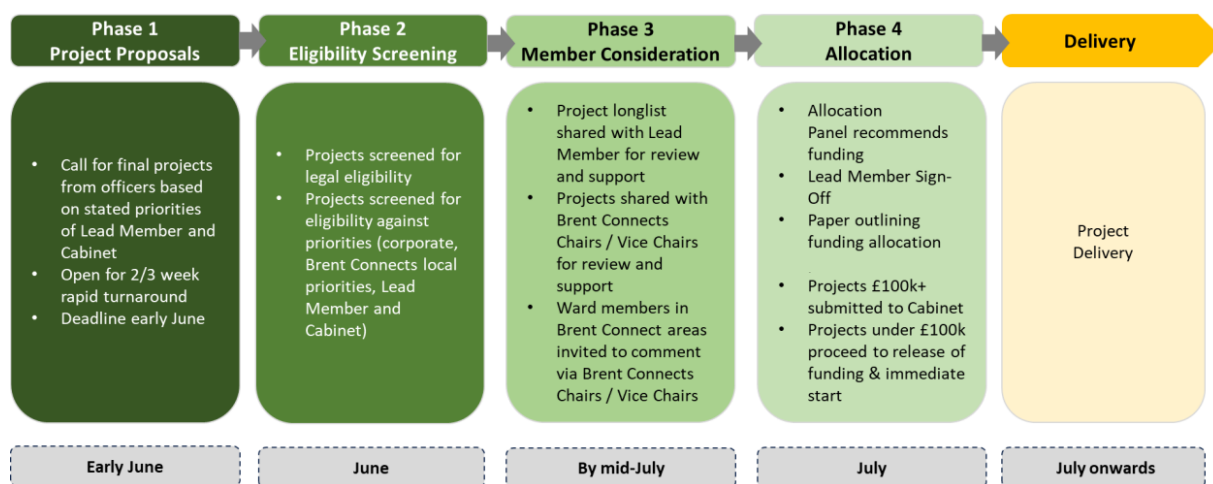 Phase 1
Project Proposals
Phase 2
Eligibility Screening
Phase 3
Member Consideration
Phase 4
Allocation
Delivery
• Call for final projects
from officers based
on stated priorities
of Lead Member and
Cabinet
• Open for 2/3 week
rapid turnaround
• Deadline early June
• Projects screened for
legal eligibility
• Projects screened for
eligibility against
priorities (corporate,
Brent Connects local
priorities, Lead
Member and
Cabinet)
• Project longlist
shared with Lead
Member for review
and support
• Projects shared with
Brent Connects
Chairs / Vice Chairs
for review and
support
• Ward members in
Brent Connect areas
invited to comment
via Brent Connects
Chairs / Vice Chairs
• Allocation
Panel recommends
funding
• Lead Member Sign-
Off
• Paper outlining
funding allocation
• Projects £100k+
submitted to Cabinet
• Projects under £100k
proceed to release of
funding & immediate
start
Project
Delivery
Early June
June
By mid-July
July
July onwards